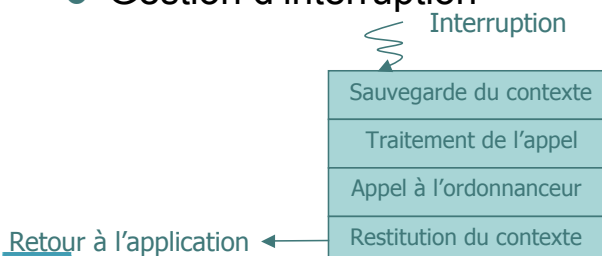 Gestion d'interruption
Interruption
Sauvegarde du contexte
Traitement de l'appel
Appel à l'ordonnanceur
Restitution du contexte
Retour à l'application